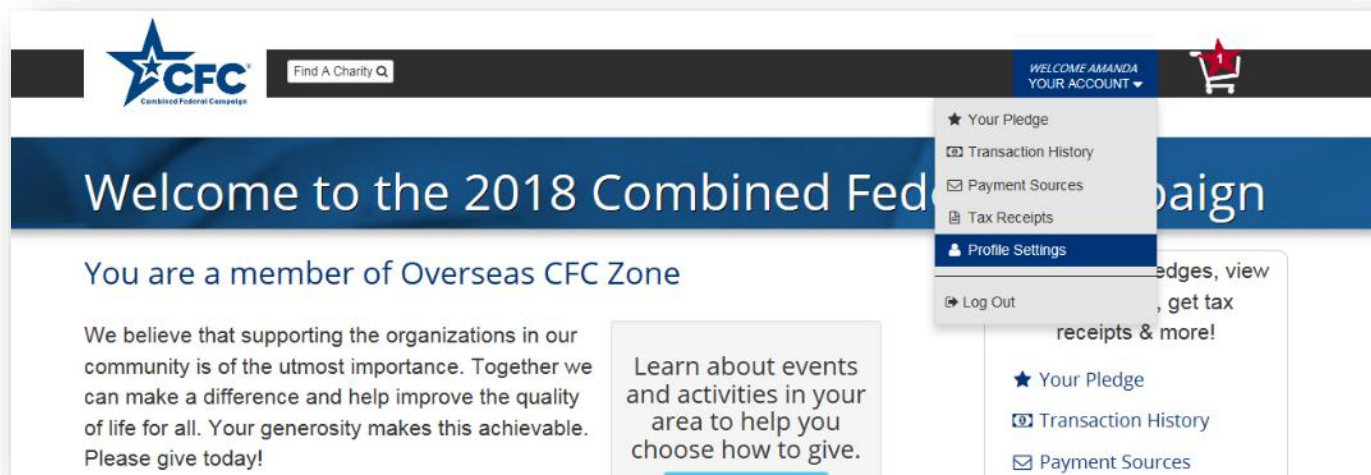 CFC
Combined Federal Campaign
Find A Charity
WELCOME AMANDA
YOUR ACCOUNT
1
Your Pledge
Transaction History
Payment Sources
Tax Receipts
Profile Settings
Log Out
Welcome to the 2018 Combined Fed
paign
You are a member of Overseas CFC Zone
We believe that supporting the organizations in our
community is of the utmost importance. Together we
can make a difference and help improve the quality
of life for all. Your generosity makes this achievable.
Please give today!
Learn about events
and activities in your
area to help you
choose how to give.
edges, view
, get tax
receipts & more!
Your Pledge
Transaction History
Payment Sources